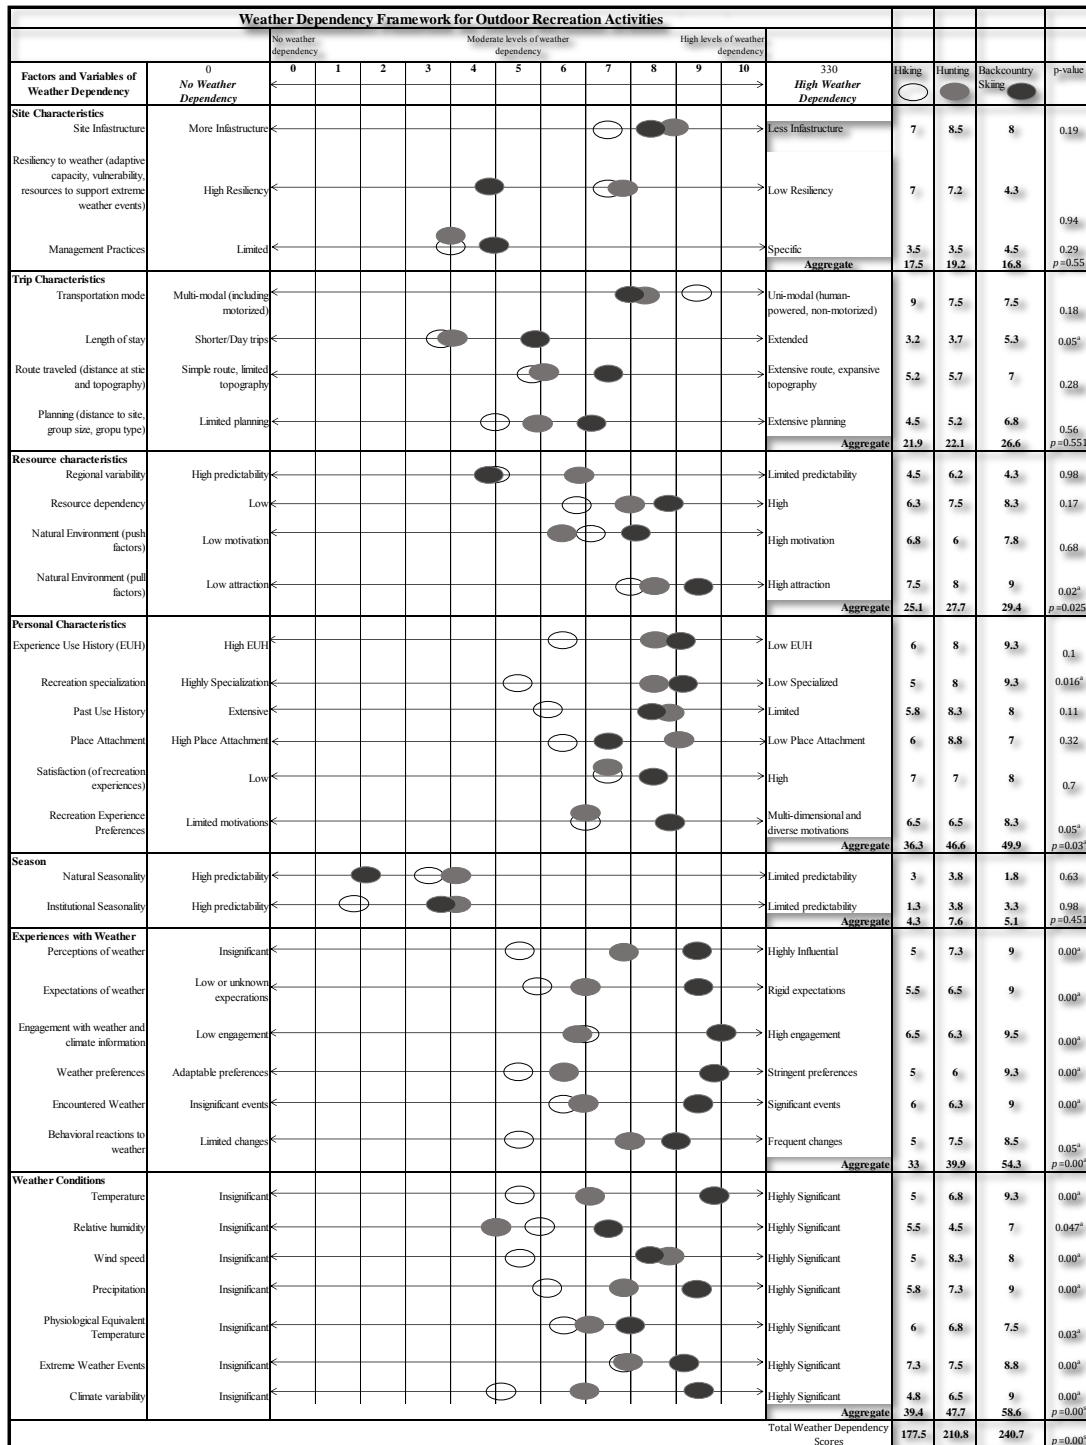 Weather Dependency Framework for Outdoor Recreation Activities
No weather dependency
Moderate levels of weather dependency
High levels of weather dependency
Factors and Variables of Weather Dependency
0 No Weather Dependency
0 1 2 3 4 5 6 7 8 9 10
330 High Weather Dependency
Hiking
Hunting
Backcountry Skiing
p-value
Site Characteristics
Site Infastructure More Infastructure Less Infastructure 7 8.5 8 0.19
Resiliency to weather (adaptive capacity, vulnerability, resources to support extreme weather events) High Resiliency Low Resiliency 7 7.2 4.3 0.94
Management Practices Limited Specific 3.5 3.5 4.5 0.29
Aggregate 17.5 19.2 16.8 p=0.55
Trip Characteristics
Transportation mode Multi-modal (including motorized) Uni-modal (human-powered, non-motorized) 9 7.5 7.5 0.18
Length of stay Shorter/Day trips Extended 3.2 3.7 5.3 0.05a
Route traveled (distance at stie and topography) Simple route, limited topography Extensive route, expansive topography 5.2 5.7 7 0.28
Planning (distance to site, group size, gropu type) Limited planning Extensive planning 4.5 5.2 6.8 0.56
Aggregate 21.9 22.1 26.6 p=0.551
Resource characteristics
Regional variability High predictability Limited predictability 4.5 6.2 4.3 0.98
Resource dependency Low High 6.3 7.5 8.3 0.17
Natural Environment (push factors) Low motivation High motivation 6.8 6 7.8 0.68
Natural Environment (pull factors) Low attraction High attraction 7.5 8 9 0.02a
Aggregate 25.1 27.7 29.4 p=0.025
Personal Characteristics
Experience Use History (EUH) High EUH Low EUH 6 8 9.3 0.1
Recreation specialization Highly Specialization Low Specialized 5 8 9.3 0.016a
Past Use History Extensive Limited 5.8 8.3 8 0.11
Place Attachment High Place Attachment Low Place Attachment 6 8.8 7 0.32
Satisfaction (of recreation experiences) Low High 7 7 8 0.7
Recreation Experience Preferences Limited motivations Multi-dimensional and diverse motivations 6.5 6.5 8.3 0.05a
Aggregate 36.3 46.6 49.9 p=0.03a
Season
Natural Seasonality High predictability Limited predictability 3 3.8 1.8 0.63
Institutional Seasonality High predictability Limited predictability 1.3 3.8 3.3 0.98
Aggregate 4.3 7.6 5.1 p=0.451
Experiences with Weather
Perceptions of weather Insignificant Highly Influential 5 7.3 9 0.00a
Expectations of weather Low or unknown expecrations Rigid expectations 5.5 6.5 9 0.00a
Engagement with weather and climate information Low engagement High engagement 6.5 6.3 9.5 0.00a
Weather preferences Adaptable preferences Stringent preferences 5 6 9.3 0.00a
Encountered Weather Insignificant events Significant events 6 6.3 9 0.00a
Behavioral reactions to weather Limited changes Frequent changes 5 7.5 8.5 0.05a
Aggregate 33 39.9 54.3 p=0.00a
Weather Conditions
Temperature Insignificant Highly Significant 5 6.8 9.3 0.00a
Relative humidity Insignificant Highly Significant 5.5 4.5 7 0.047a
Wind speed Insignificant Highly Significant 5 8.3 8 0.00a
Precipitation Insignificant Highly Significant 5.8 7.3 9 0.00a
Physiological Equivalent Temperature Insignificant Highly Significant 6 6.8 7.5 0.03a
Extreme Weather Events Insignificant Highly Significant 7.3 7.5 8.8 0.00a
Climate variability Insignificant Highly Significant 4.8 6.5 9 0.00a
Aggregate 39.4 47.7 58.6 p=0.00a
Total Weather Dependency Scores 177.5 210.8 240.7 p=0.00a